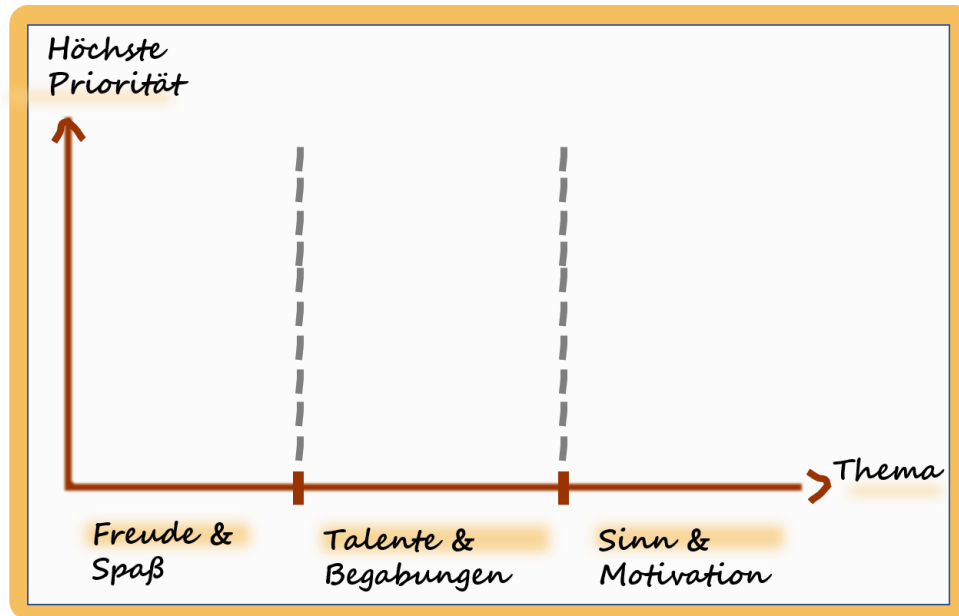 Höchste
Priorität
Thema
Freude &
Spaß
Talente &
Begabungen
Sinn &
Motivation